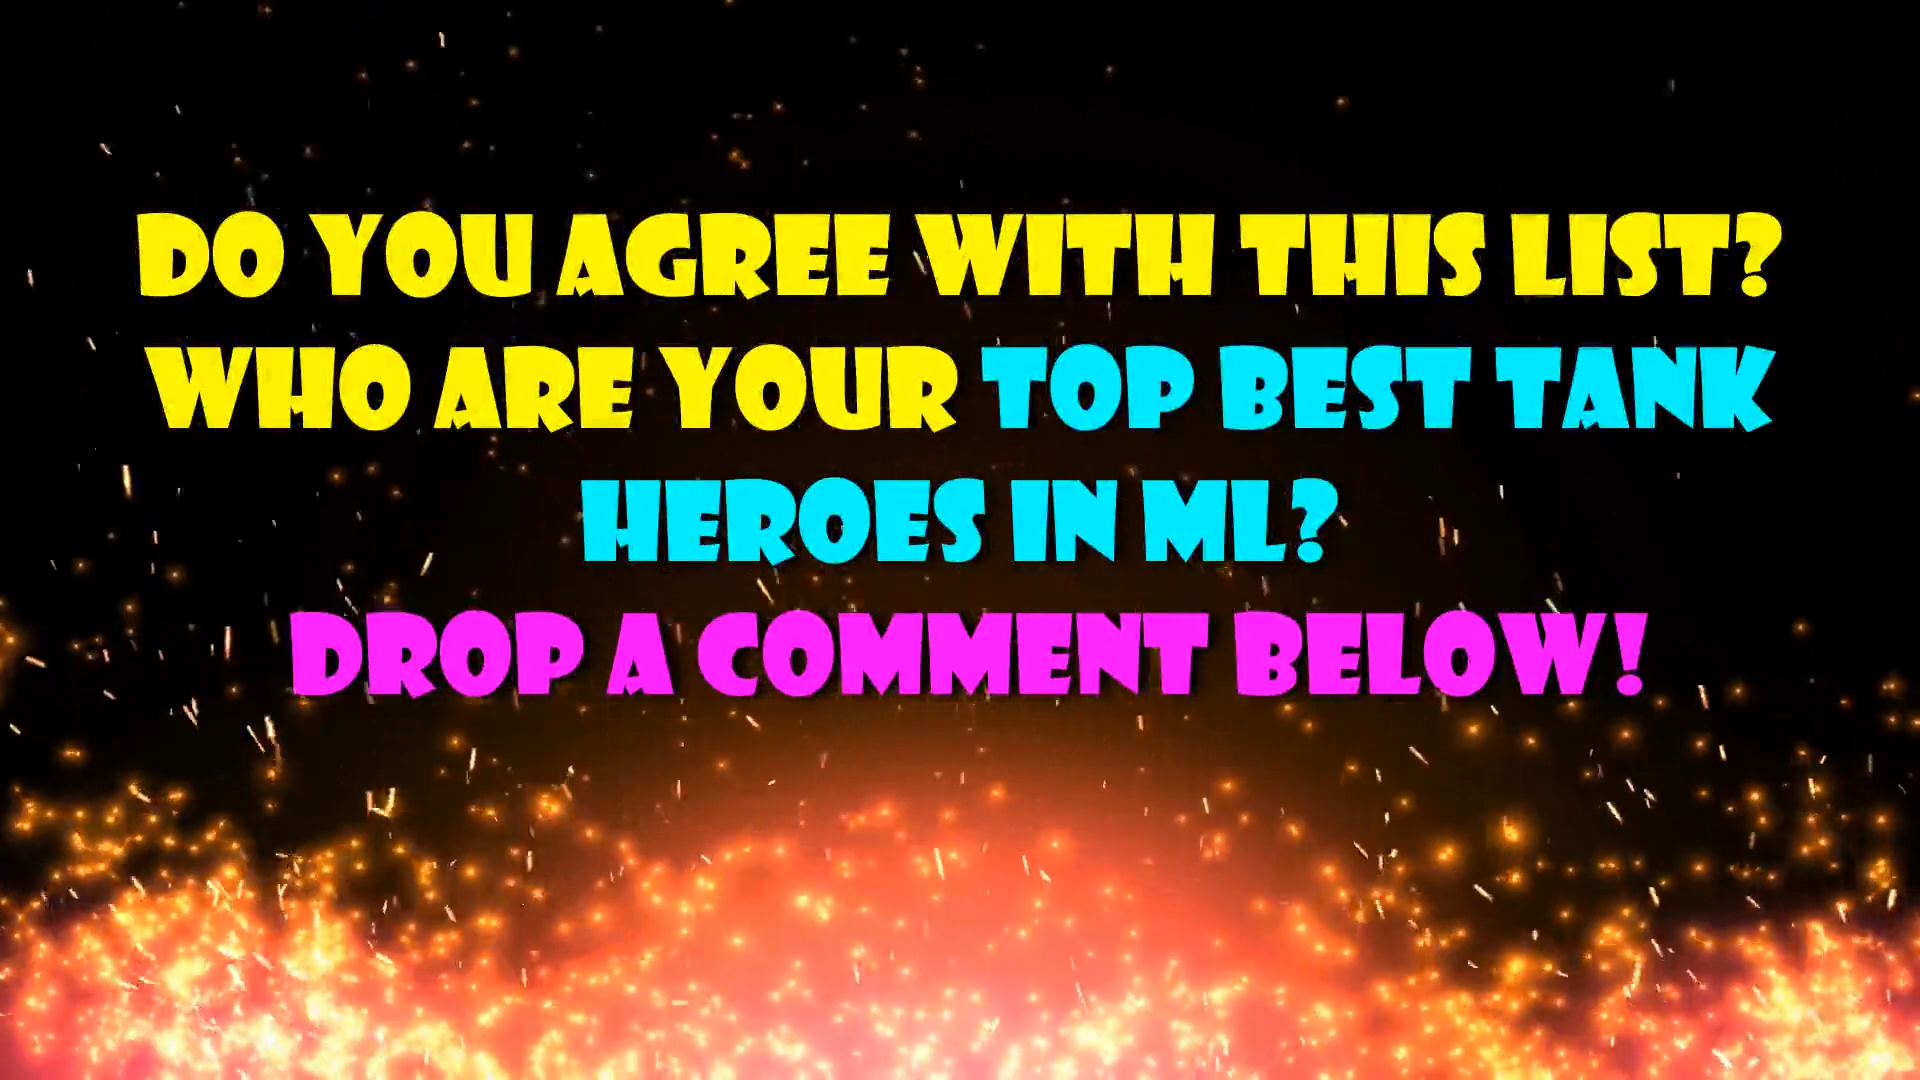 DO YOU AGREE WITH THIS LIST?
WHO ARE YOUR TOP BEST TANK
HEROES IN ML?
DROP A COMMENT BELOW!